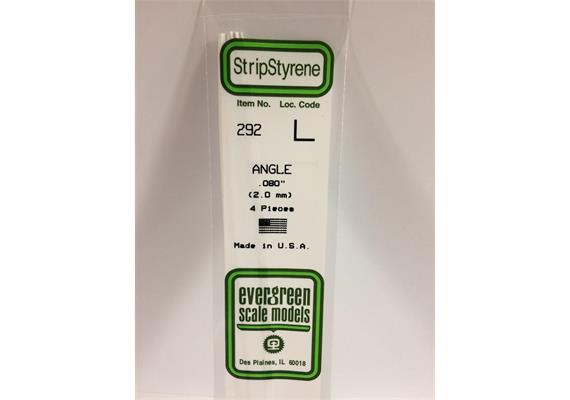 StripStyrene
Item No. Loc. Code
292 L
ANGLE
.080"
(2.0 mm)
4 Pieces
Made in U.S.A.
evergreen
scale models
Des Plaines, IL 60018